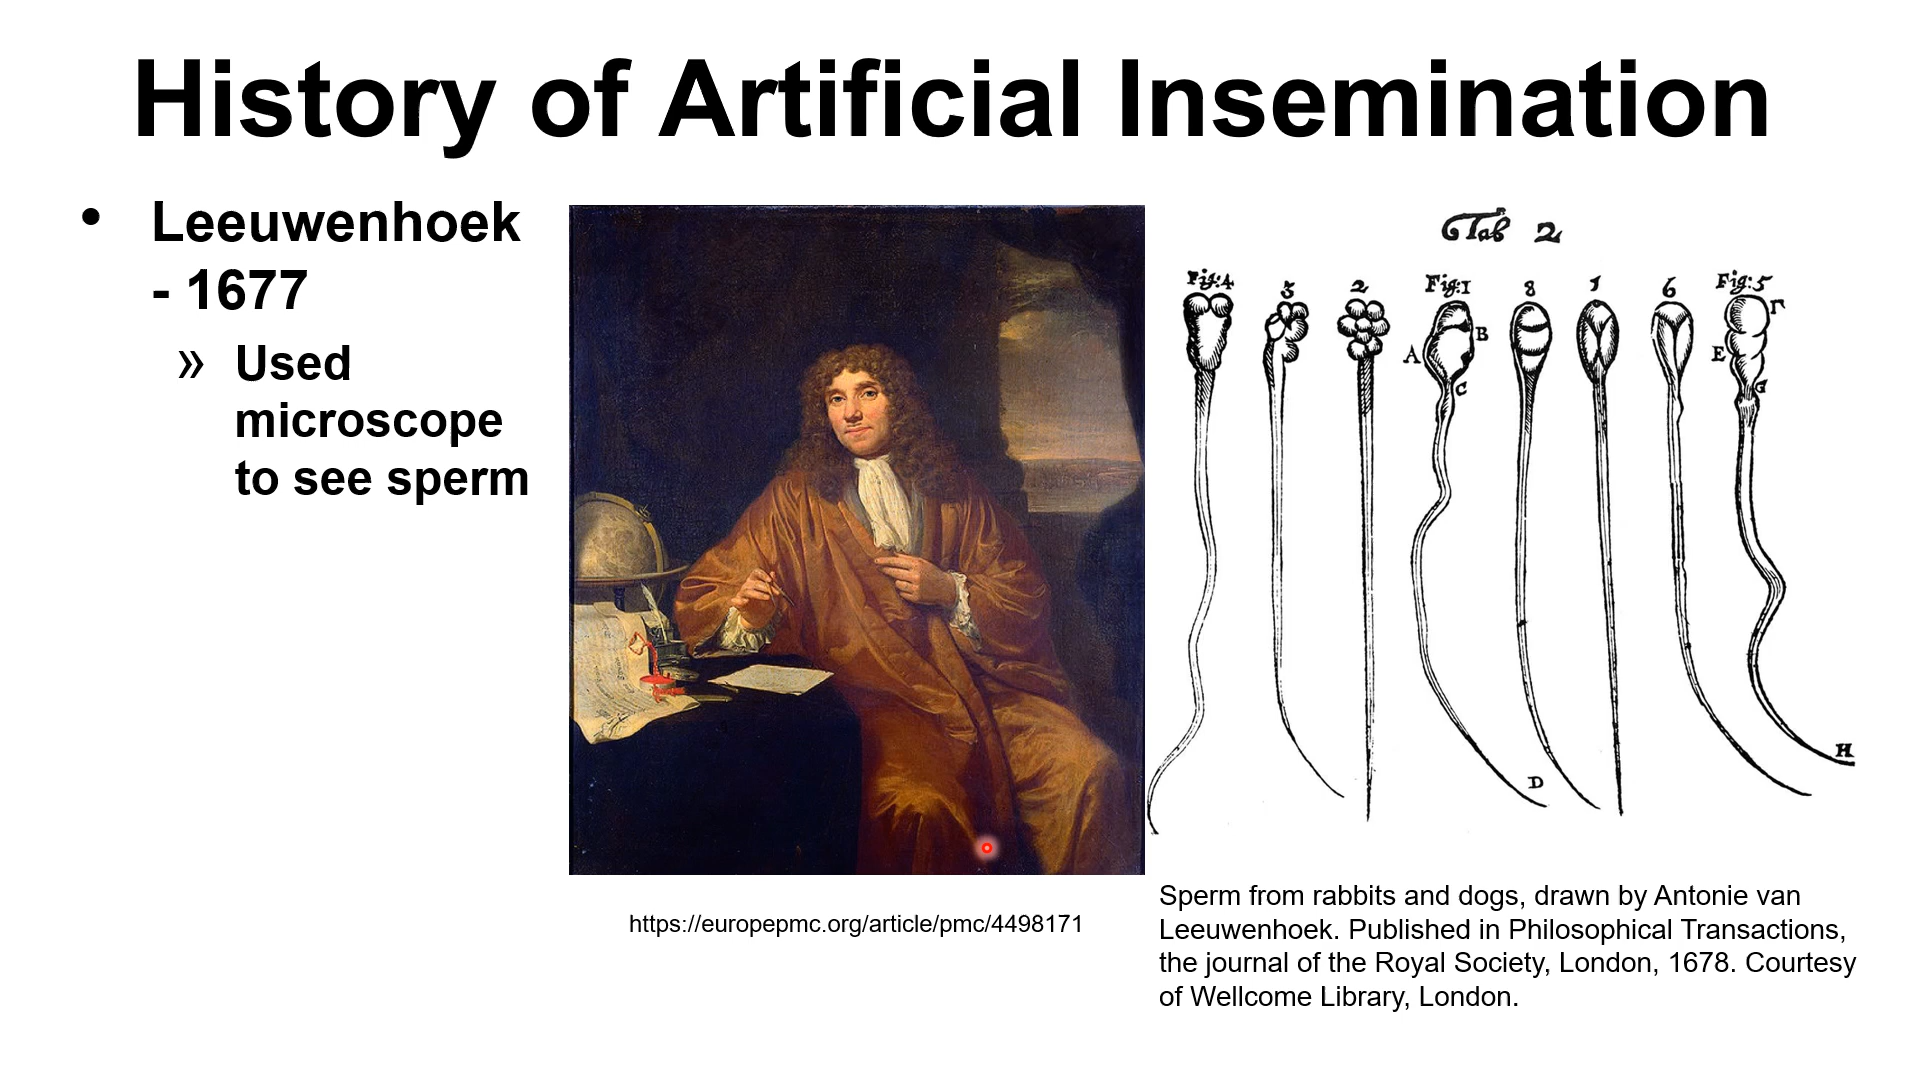 History of Artificial Insemination
• Leeuwenhoek
- 1677
» Used
microscope
to see sperm
Tab 2
Fig:4 3 2 Fig:1 8 7 6 Fig:5
A B C D
E Γ G H
https://europepmc.org/article/pmc/4498171
Sperm from rabbits and dogs, drawn by Antonie van
Leeuwenhoek. Published in Philosophical Transactions,
the journal of the Royal Society, London, 1678. Courtesy
of Wellcome Library, London.